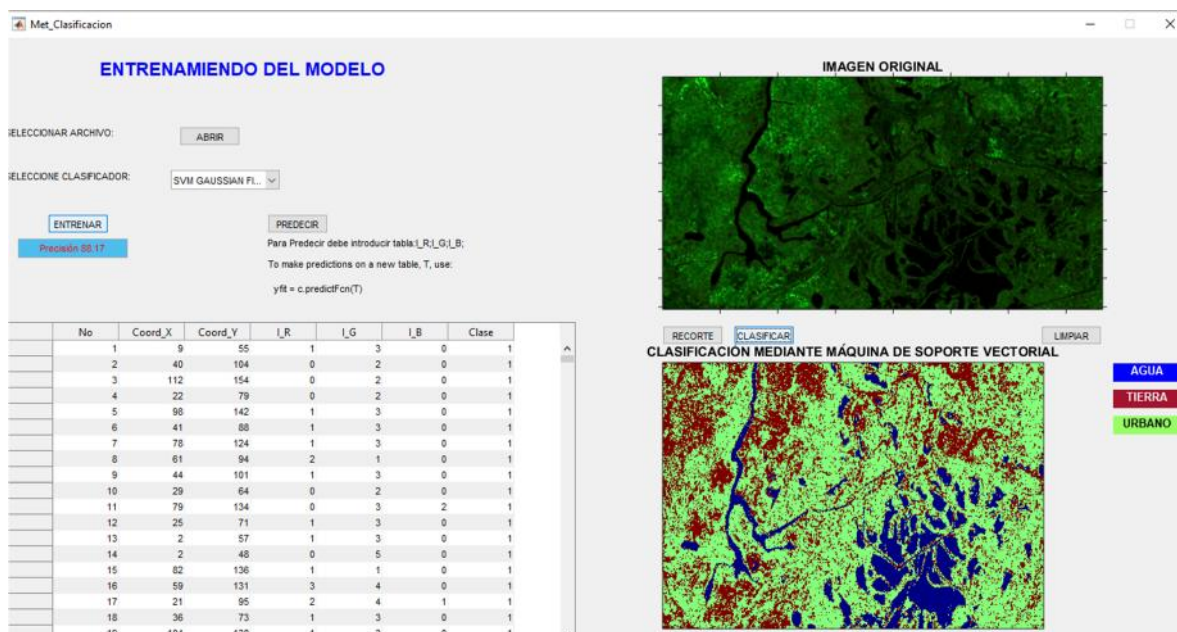 Met_Clasificacion
ENTRENAMIENDO DEL MODELO
SELECCIONAR ARCHIVO:
ABRIR
SELECCIONE CLASIFICADOR:
SVM GAUSSIAN FI...
ENTRENAR
Precisión 88.17
PREDECIR
Para Predecir debe introducir tabla:I_R;I_G;I_B;
To make predictions on a new table, T, use:
yfit = c.predictFcn(T)
No Coord_X Coord_Y I_R I_G I_B Clase
1 9 55 1 3 0 1
2 40 104 0 2 0 1
3 112 154 0 2 0 1
4 22 79 0 2 0 1
5 98 142 1 3 0 1
6 41 88 1 3 0 1
7 78 124 1 3 0 1
8 61 94 2 1 0 1
9 44 101 1 3 0 1
10 29 64 0 2 0 1
11 79 134 0 3 2 1
12 25 71 1 3 0 1
13 2 57 1 3 0 1
14 2 48 0 5 0 1
15 82 136 1 1 0 1
16 59 131 3 4 0 1
17 21 95 2 4 1 1
18 36 73 1 3 0 1
IMAGEN ORIGINAL
RECORTE CLASIFICAR LIMPIAR
CLASIFICACIÓN MEDIANTE MÁQUINA DE SOPORTE VECTORIAL
AGUA
TIERRA
URBANO